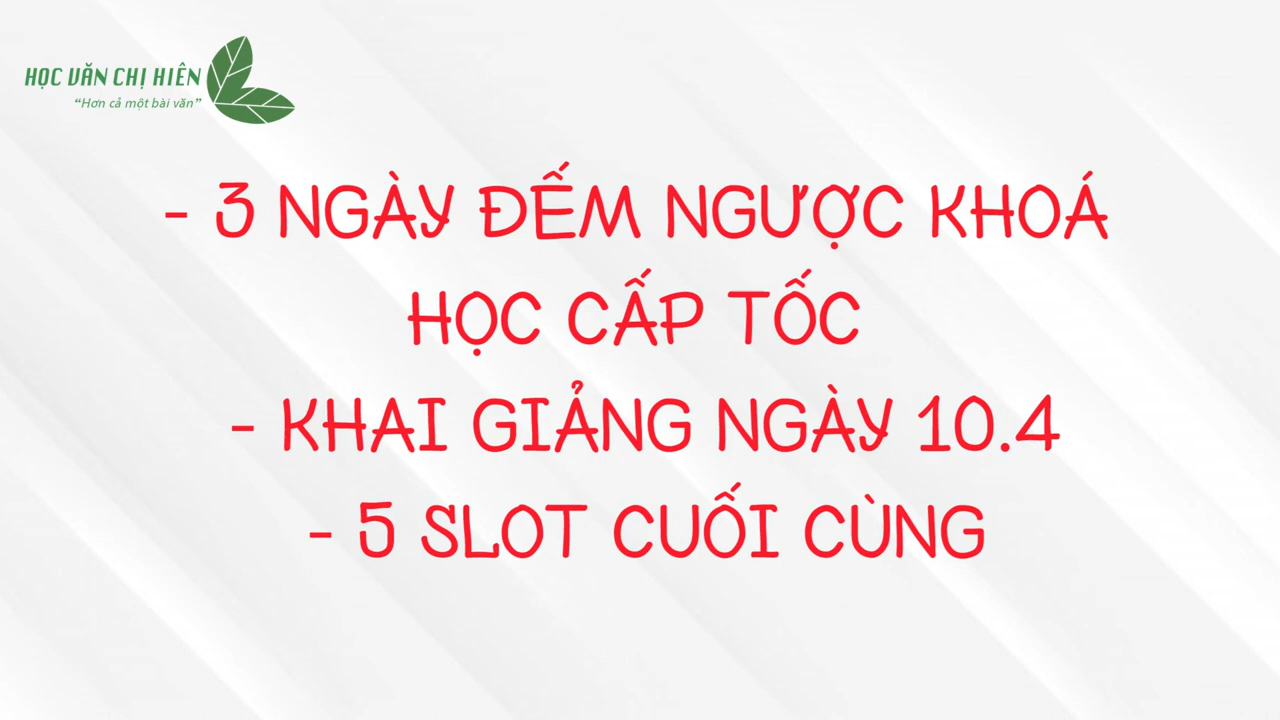 HỌC VĂN CHỊ HIÊN
“Hơn cả một bài văn”
- 3 NGÀY ĐẾM NGƯỢC KHOÁ
HỌC CẤP TỐC
- KHAI GIẢNG NGÀY 10.4
- 5 SLOT CUỐI CÙNG